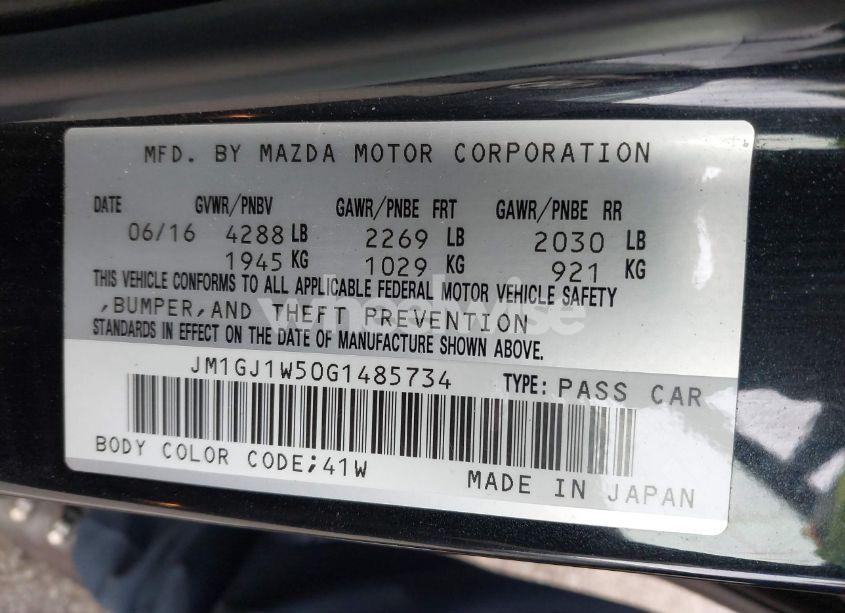 MFD. BY MAZDA MOTOR CORPORATION
DATE GVWR/PNBV GAWR/PNBE FRT GAWR/PNBE RR
06/16 4288 LB 2269 LB 2030 LB
1945 KG 1029 KG 921 KG
THIS VEHICLE CONFORMS TO ALL APPLICABLE FEDERAL MOTOR VEHICLE SAFETY
,BUMPER,AND THEFT PREVENTION
wheelwise
STANDARDS IN EFFECT ON THE DATE OF MANUFACTURE SHOWN ABOVE.
JM1GJ1W50G1485734 TYPE: PASS CAR
BODY COLOR CODE;41W MADE IN JAPAN